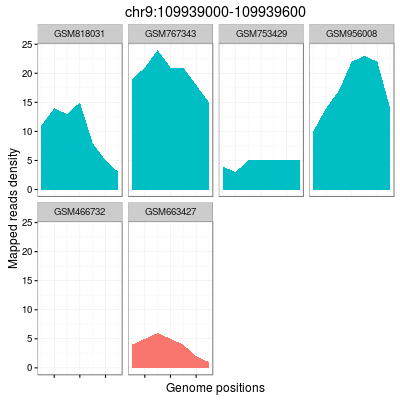 chr9:109939000-109939600
GSM818031 GSM767343 GSM753429 GSM956008
25
20
15
10
5
0
Mapped reads density
GSM466732 GSM663427
25
20
15
10
5
0
Genome positions